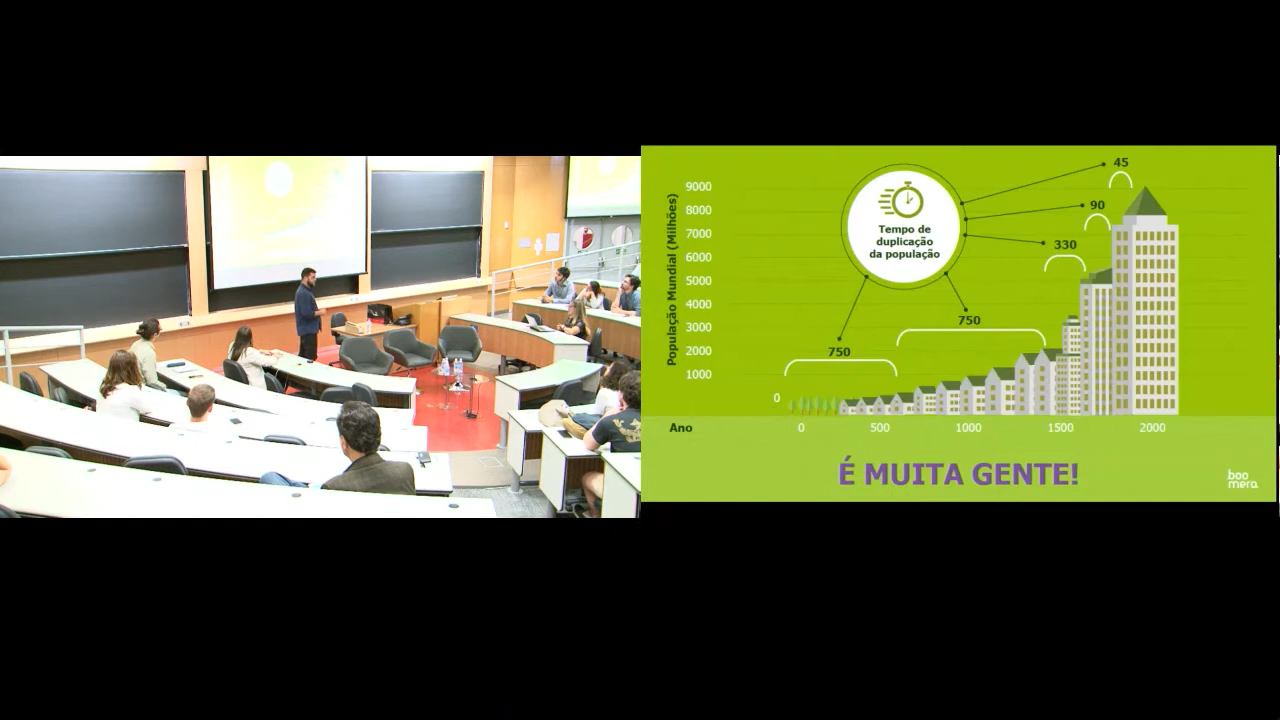 População Mundial (Milhões)
9000
8000
7000
6000
5000
4000
3000
2000
1000
0
Tempo de
duplicação
da população
45
90
330
750
750
Ano
0
500
1000
1500
2000
É MUITA GENTE!
boo
mera